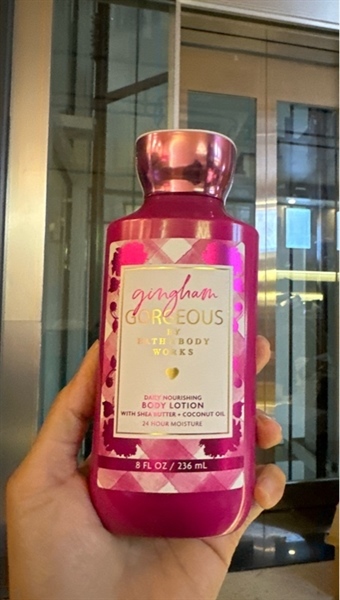 gingham
GORGEOUS
BY
BATH & BODY
WORKS
DAILY NOURISHING
BODY LOTION
WITH SHEA BUTTER + COCONUT OIL
24 HOUR MOISTURE
8 FL OZ / 236 mL